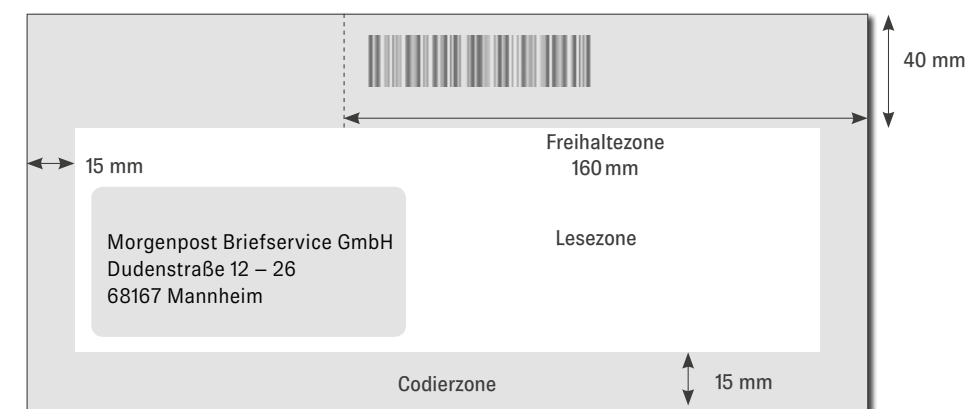 40 mm
Freihaltezone
160 mm
15 mm
Lesezone
Morgenpost Briefservice GmbH
Dudenstraße 12 – 26
68167 Mannheim
Codierzone
15 mm